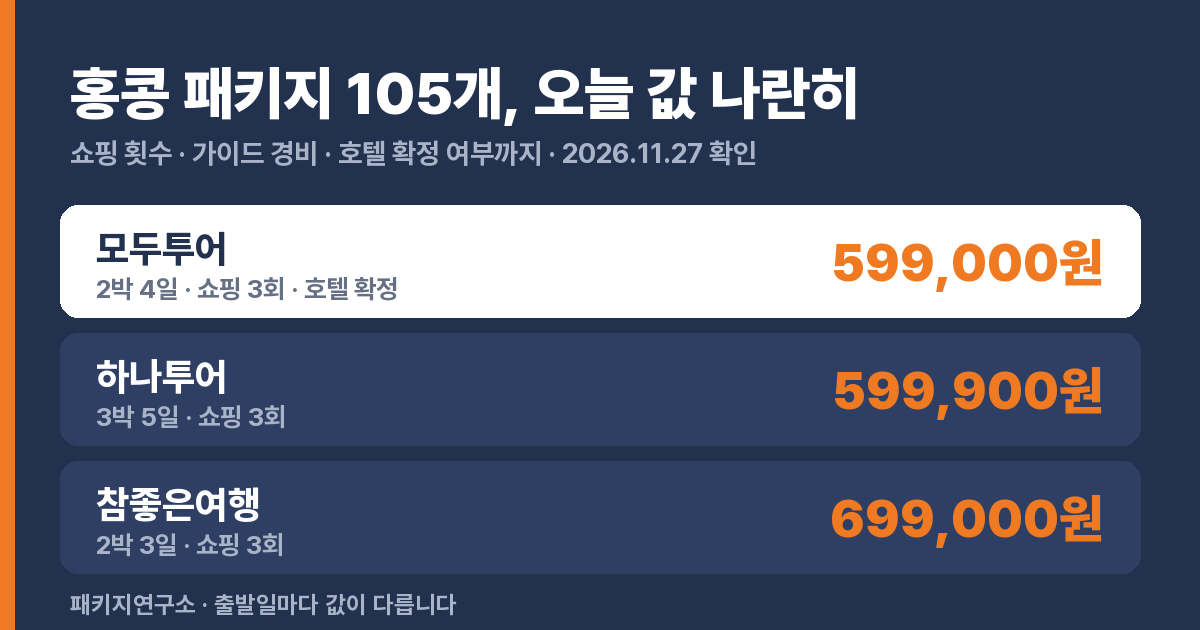 홍콩 패키지 105개, 오늘 값 나란히
쇼핑 횟수 · 가이드 경비 · 호텔 확정 여부까지 · 2026.11.27 확인
모두투어
599,000원
2박 4일 · 쇼핑 3회 · 호텔 확정
하나투어
599,900원
3박 5일 · 쇼핑 3회
참좋은여행
699,000원
2박 3일 · 쇼핑 3회
패키지연구소 · 출발일마다 값이 다릅니다